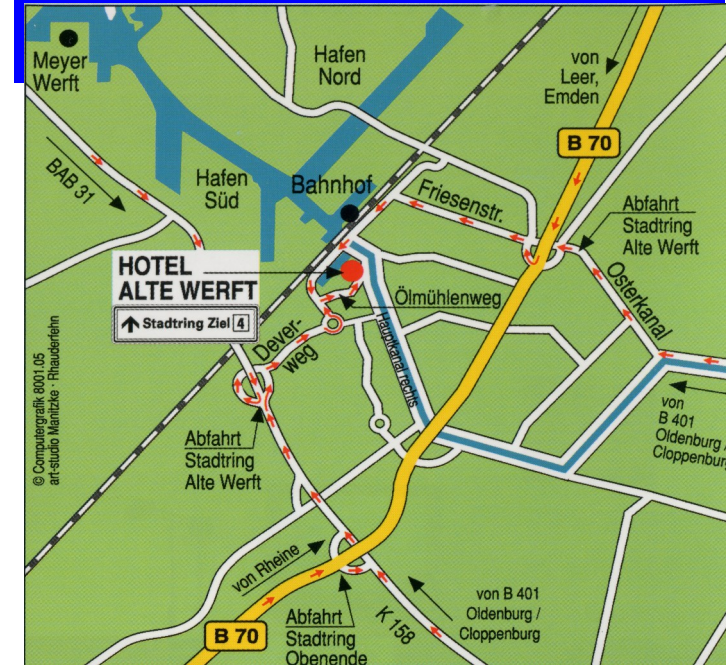 Meyer
Werft
Hafen
Nord
von
Leer,
Emden
B 70
BAB 31
Hafen
Süd
Bahnhof
Friesenstr.
Abfahrt
Stadtring
Alte Werft
HOTEL
ALTE WERFT
Stadtring Ziel 4
Ölmühlenweg
Osterkanal
Dever-
weg
Hauptkanal rechts
von
B 401
Oldenburg /
Cloppenburg
Abfahrt
Stadtring
Alte Werft
© Computergrafik 8001.05
art-studio Manitzke · Rhauderfehn
von Rheine
von B 401
Oldenburg /
Cloppenburg
K 158
B 70
Abfahrt
Stadtring
Obenende